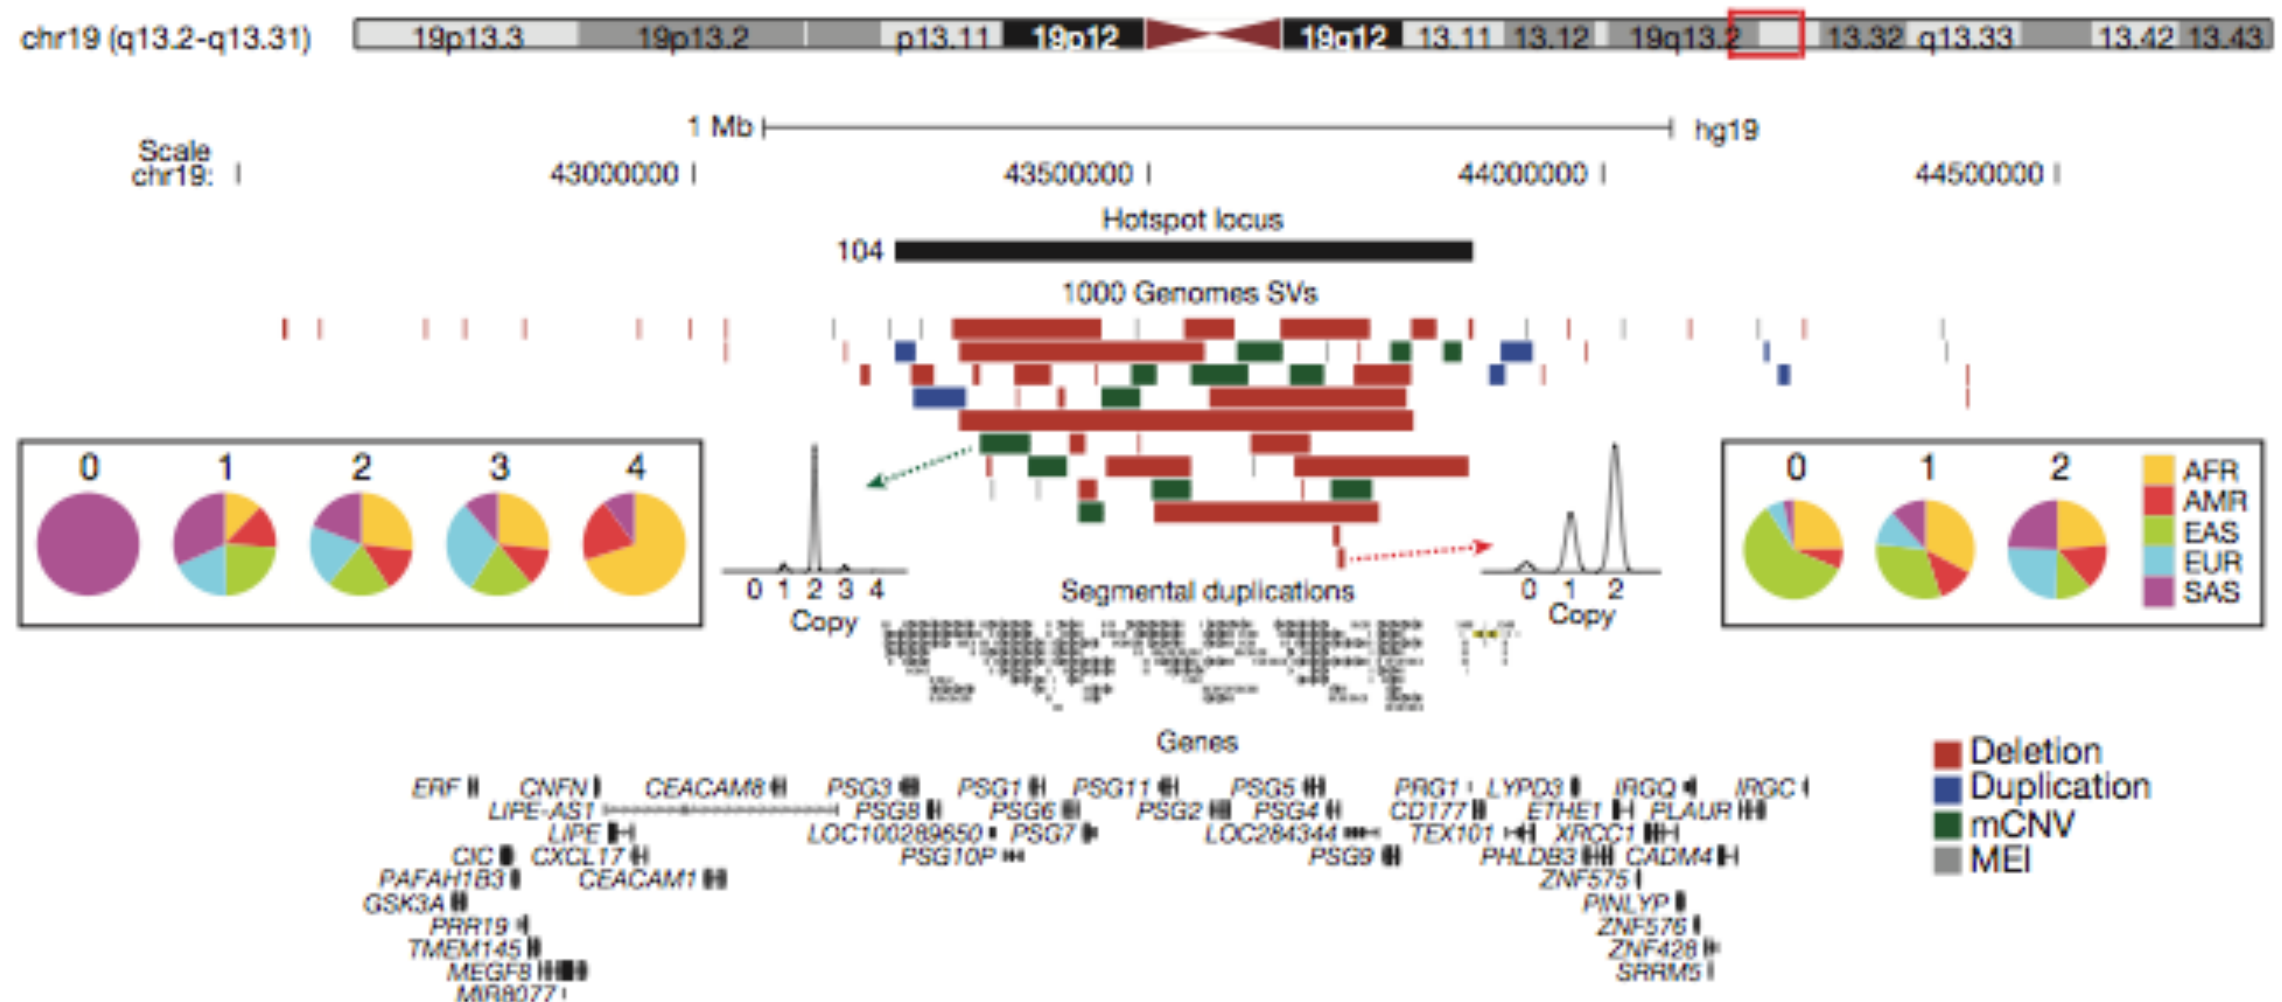 chr19 (q13.2-q13.31) 19p13.3 19p13.2 p13.11 19p12 19q12 13.11 13.12 19q13.2 13.32 q13.33 13.42 13.43
1 Mb hg19
Scale
chr19: 43000000 43500000 44000000 44500000
Hotspot locus
104
1000 Genomes SVs
0 1 2 3 4
0 1 2 3 4
Copy
0 1 2
Copy
0 1 2
AFR
AMR
EAS
EUR
SAS
Segmental duplications
Genes
ERF CNFN CEACAM8 PSG3 PSG1 PSG11 PSG5 PRG1 LYPD3 IRGQ IRGC
LIPE-AS1 PSG8 PSG6 PSG2 PSG4 CD177 ETHE1 PLAUR
LIPE LOC100289650 PSG7 LOC284344 TEX101 XRCC1
CIC CXCL17 PSG10P PSG9 PHLDB3 CADM4
PAFAH1B3 CEACAM1 ZNF575
GSK3A PINLYP
PRR19 ZNF576
TMEM145 ZNF428
MEGF8 SRRM5
MIR8077
Deletion
Duplication
mCNV
MEI